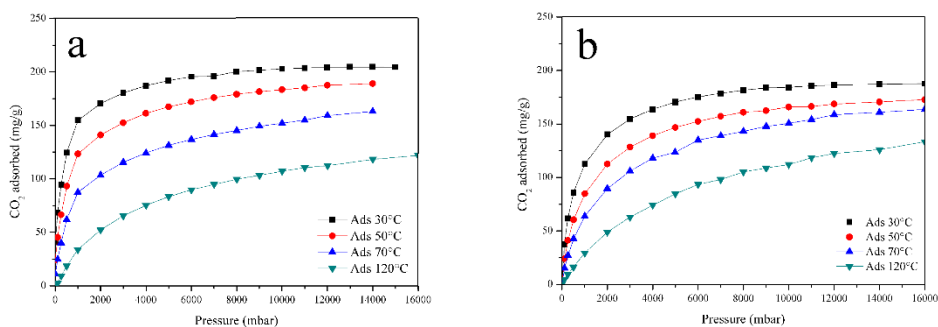 a
250
200
150
100
50
0
CO₂ adsorbed (mg/g)
Ads 30°C
Ads 50°C
Ads 70°C
Ads 120°C
0 2000 4000 6000 8000 10000 12000 14000 16000
Pressure (mbar)
b
250
200
150
100
50
0
CO₂ adsorbed (mg/g)
Ads 30°C
Ads 50°C
Ads 70°C
Ads 120°C
0 2000 4000 6000 8000 10000 12000 14000 16000
Pressure (mbar)